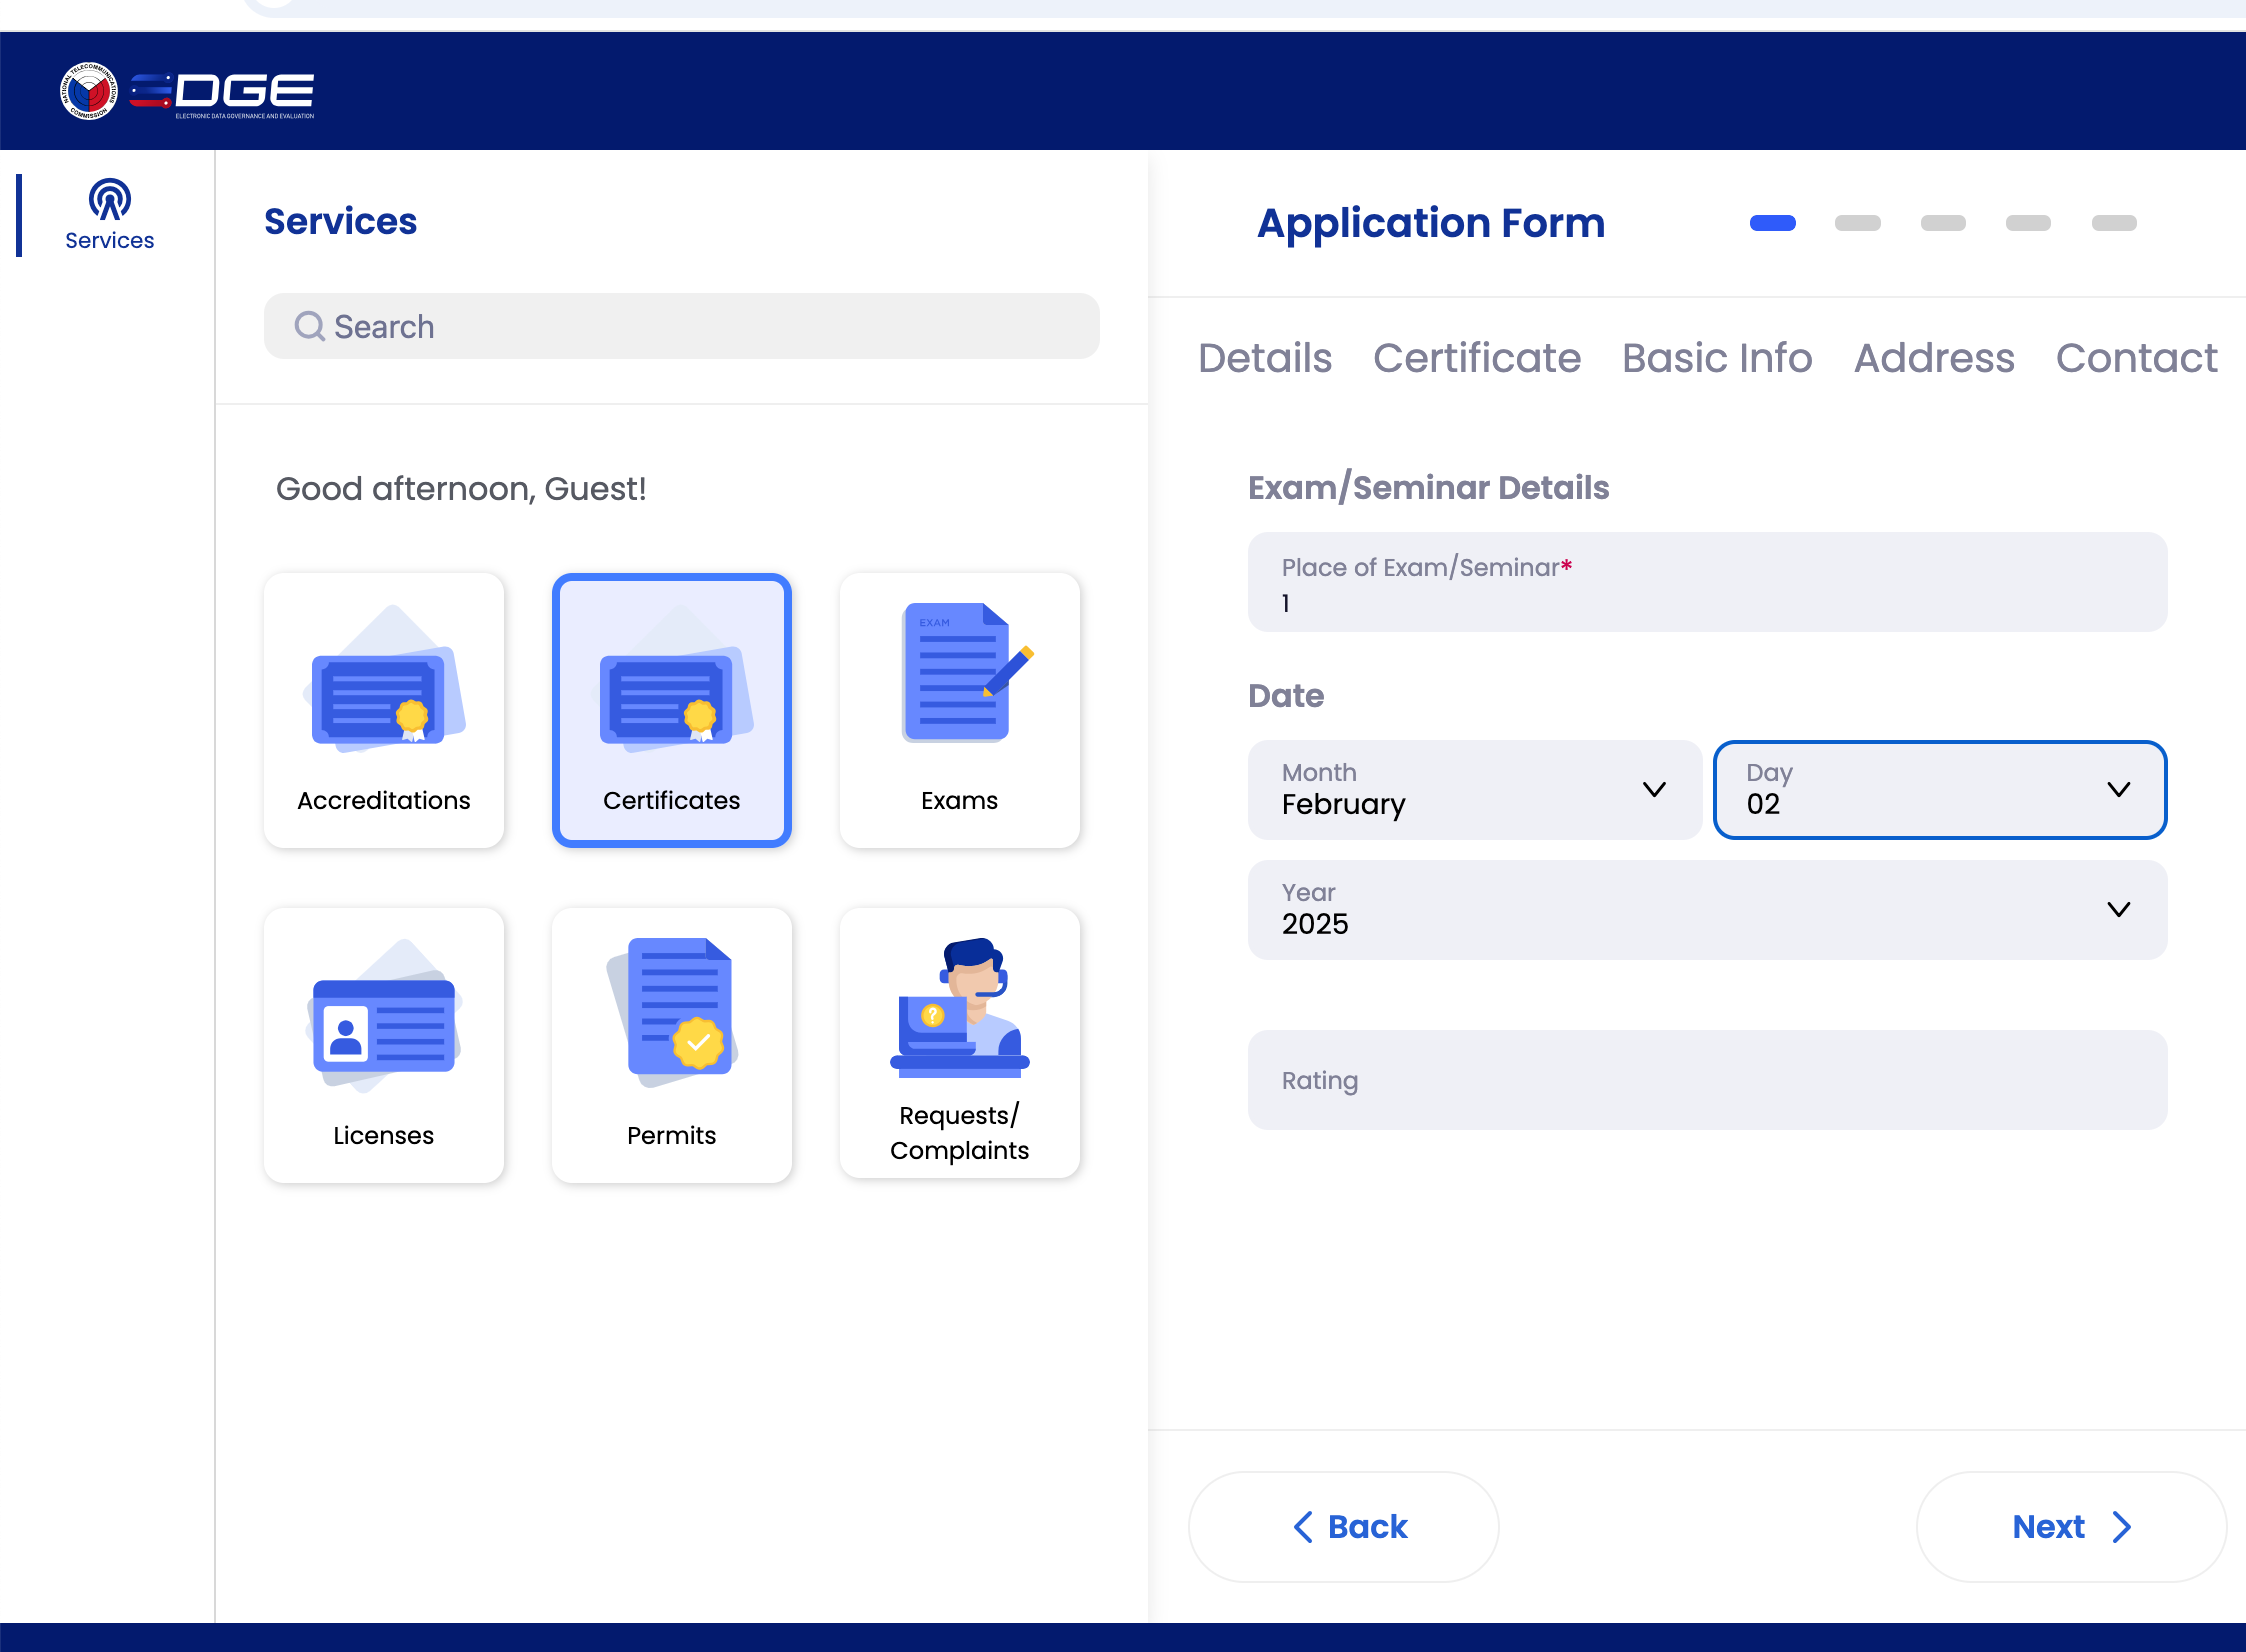 NATIONAL TELECOMMUNICATIONS COMMISSION
EDGE
ELECTRONIC DATA GOVERNANCE AND EVALUATION
Services
Services
Search
Good afternoon, Guest!
Accreditations
Certificates
EXAM
Exams
Licenses
Permits
?
Requests/
Complaints
Application Form
Details Certificate Basic Info Address Contact
Exam/Seminar Details
Place of Exam/Seminar*
1
Date
Month
February
Day
02
Year
2025
Rating
Back
Next